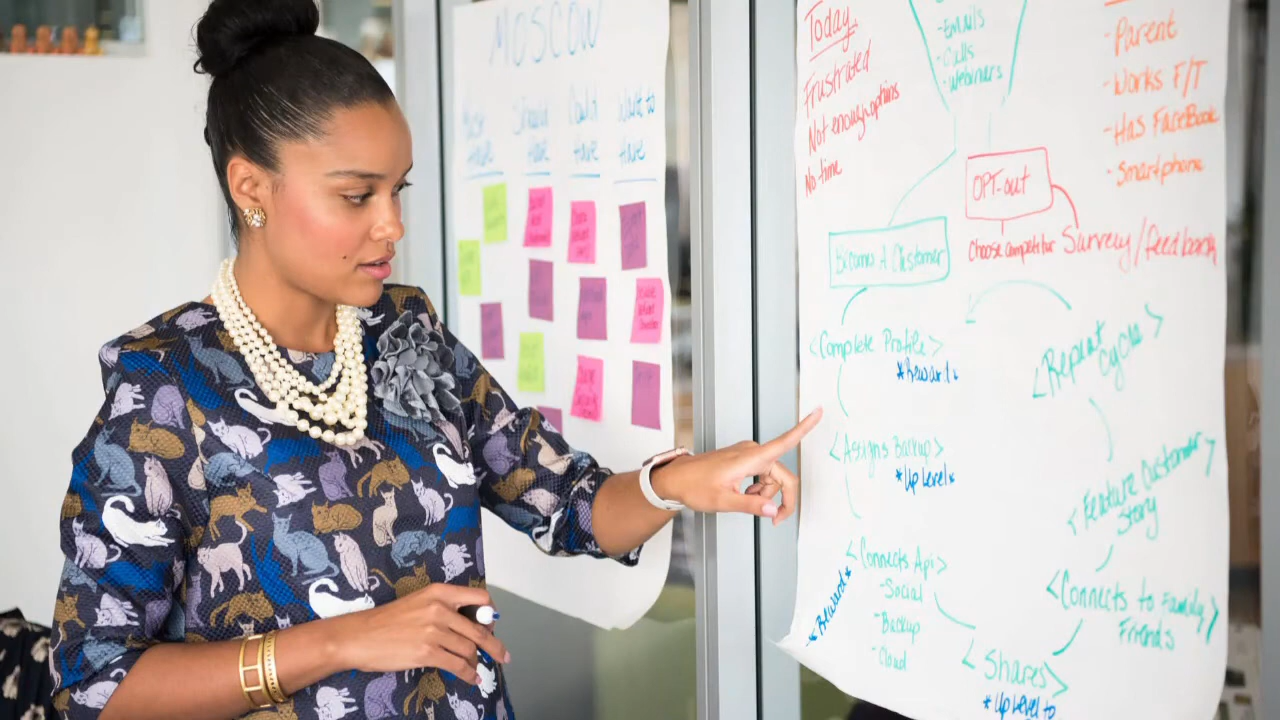 MOSCOW
Must Have
Should Have
Could Have
Want to Have
Today
Frustrated
Not enough options
No time
-Emails
-Calls
-Webinars
-Parent
-Works F/T
-Has FaceBook
-Smartphone
OPT-out
Choose competitor
Survey/feedback
Become A Customer
<Complete Profile>
*Reward*
<Repeat Cycle>
<Assigns Backup>
*Up Level*
<Feature Customer Story>
<Connects Api>
-Social
-Backup
-Cloud
*Reward*
<Connects to Family/Friends>
<Shares>
*Up Level to